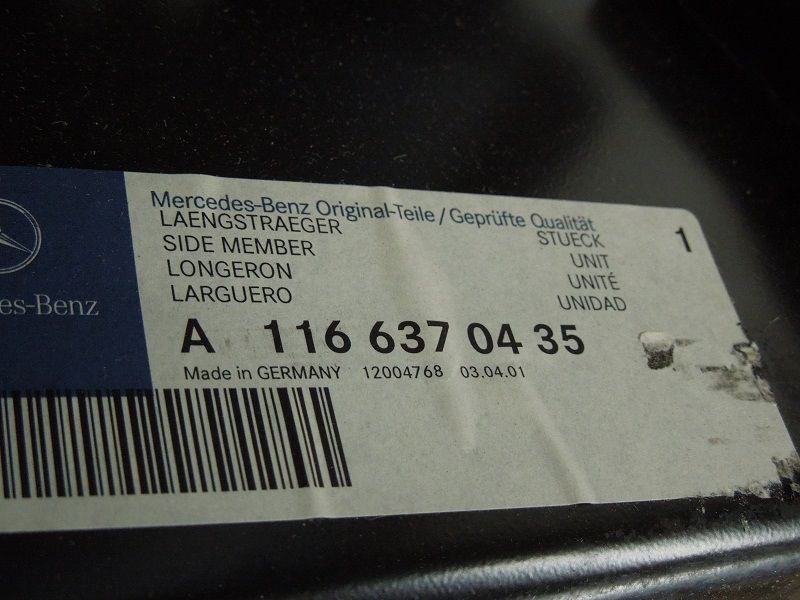 Mercedes-Benz Original-Teile / Geprüfte Qualität
LAENGSTRAEGER STUECK 1
SIDE MEMBER UNIT
LONGERON UNITÉ
LARGUERO UNIDAD
es-Benz
A 116 637 04 35
Made in GERMANY 12004768 03.04.01